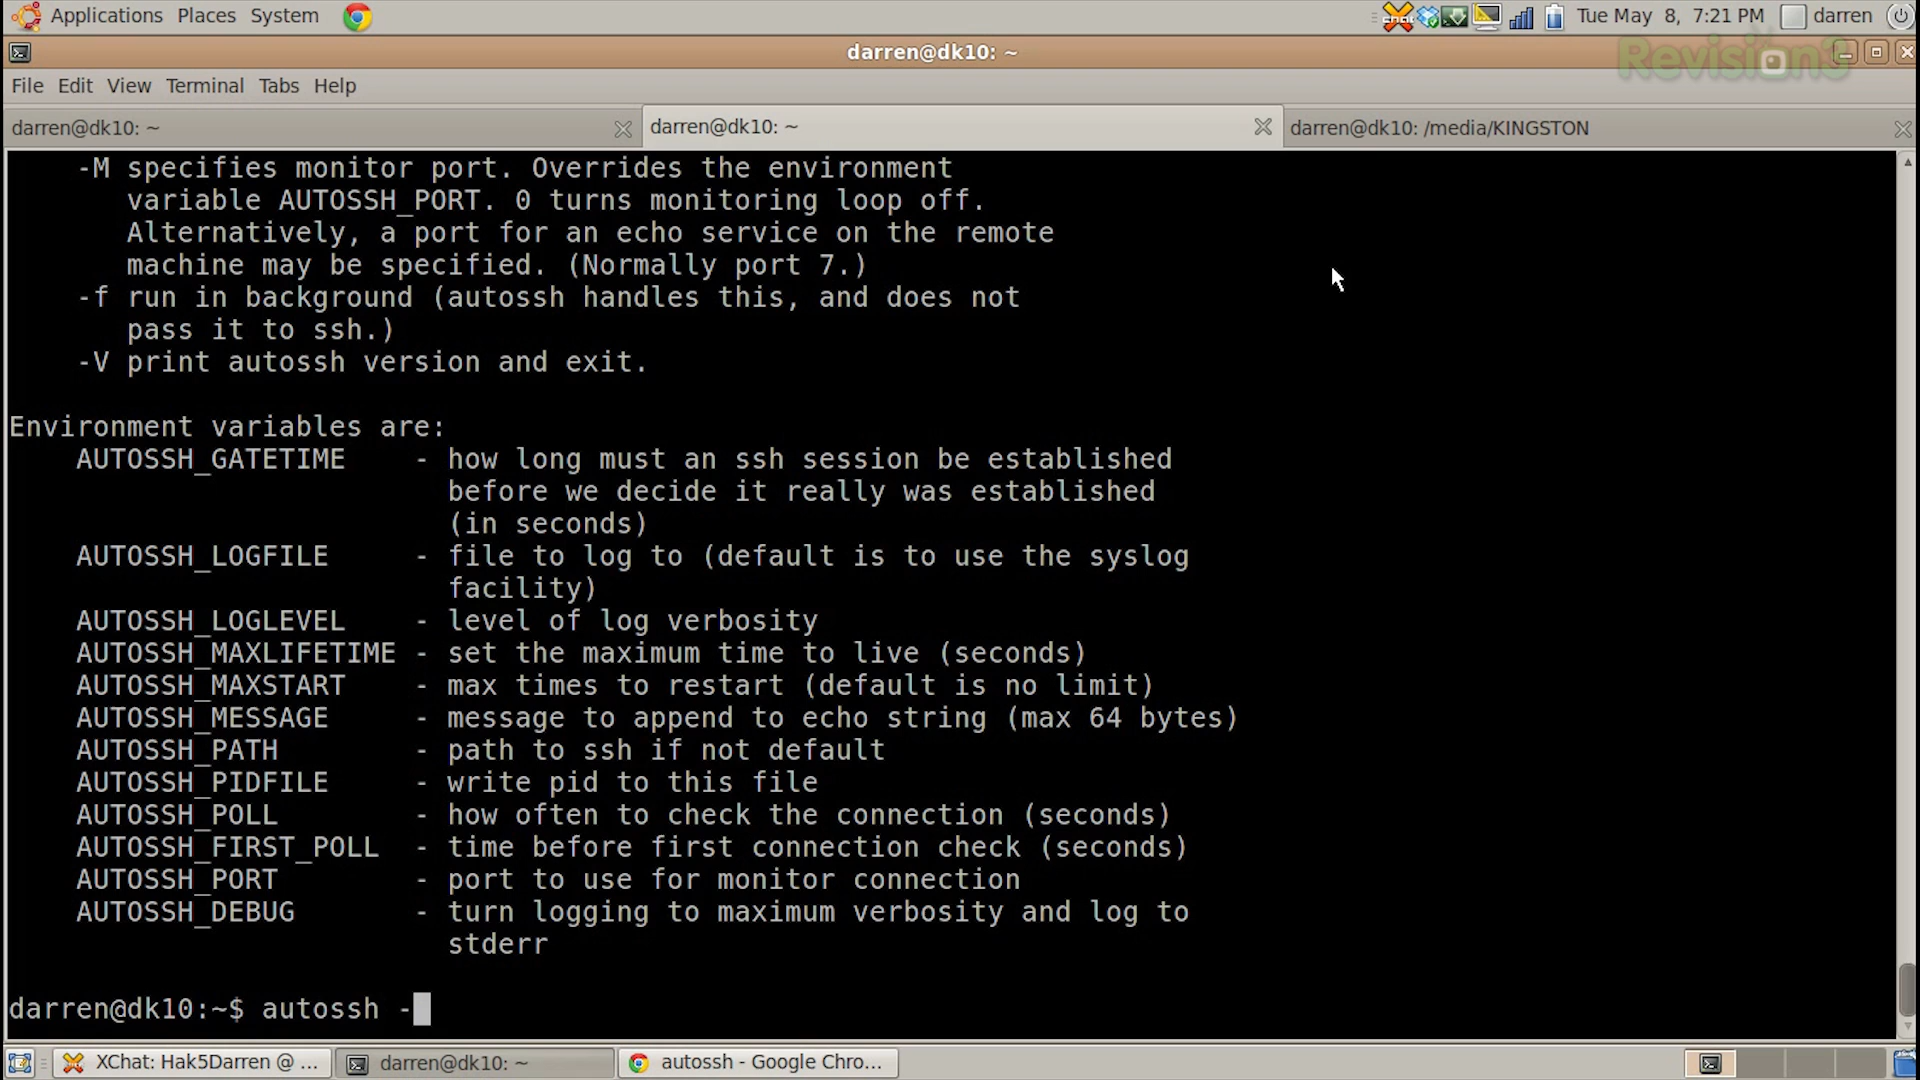 Applications Places System
Tue May 8, 7:21 PM darren
darren@dk10: ~
Revision3
File Edit View Terminal Tabs Help
darren@dk10: ~
darren@dk10: ~
darren@dk10: /media/KINGSTON
-M specifies monitor port. Overrides the environment
variable AUTOSSH_PORT. 0 turns monitoring loop off.
Alternatively, a port for an echo service on the remote
machine may be specified. (Normally port 7.)
-f run in background (autossh handles this, and does not
pass it to ssh.)
-V print autossh version and exit.
Environment variables are:
AUTOSSH_GATETIME - how long must an ssh session be established
before we decide it really was established
(in seconds)
AUTOSSH_LOGFILE - file to log to (default is to use the syslog
facility)
AUTOSSH_LOGLEVEL - level of log verbosity
AUTOSSH_MAXLIFETIME - set the maximum time to live (seconds)
AUTOSSH_MAXSTART - max times to restart (default is no limit)
AUTOSSH_MESSAGE - message to append to echo string (max 64 bytes)
AUTOSSH_PATH - path to ssh if not default
AUTOSSH_PIDFILE - write pid to this file
AUTOSSH_POLL - how often to check the connection (seconds)
AUTOSSH_FIRST_POLL - time before first connection check (seconds)
AUTOSSH_PORT - port to use for monitor connection
AUTOSSH_DEBUG - turn logging to maximum verbosity and log to
stderr
darren@dk10:~$ autossh -
XChat: Hak5Darren @ ...
darren@dk10: ~
autossh - Google Chro...